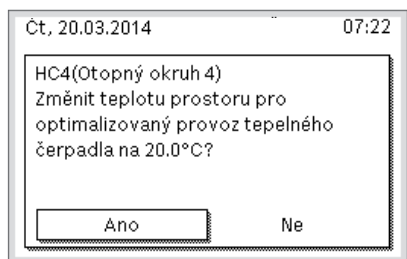 Čt, 20.03.2014 07:22
HC4(Otopný okruh 4)
Změnit teplotu prostoru pro
optimalizovaný provoz tepelného
čerpadla na 20.0°C?
Ano Ne